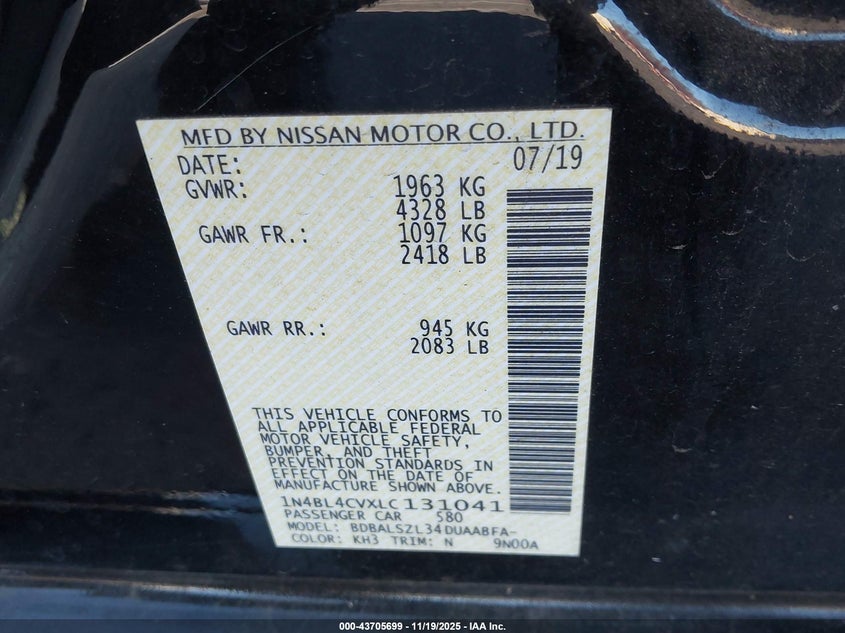 MFD BY NISSAN MOTOR CO., LTD.
DATE: 07/19
GVWR: 1963 KG
4328 LB
GAWR FR.: 1097 KG
2418 LB
GAWR RR.: 945 KG
2083 LB
THIS VEHICLE CONFORMS TO
ALL APPLICABLE FEDERAL
MOTOR VEHICLE SAFETY,
BUMPER, AND THEFT
PREVENTION STANDARDS IN
EFFECT ON THE DATE OF
MANUFACTURE SHOWN ABOVE.
1N4BL4CVXLC131041
PASSENGER CAR 580
MODEL: BDBALSZL34DUAABFA-
COLOR: KH3 TRIM: N 9N00A
000-43705699 - 11/19/2025 - IAA Inc.